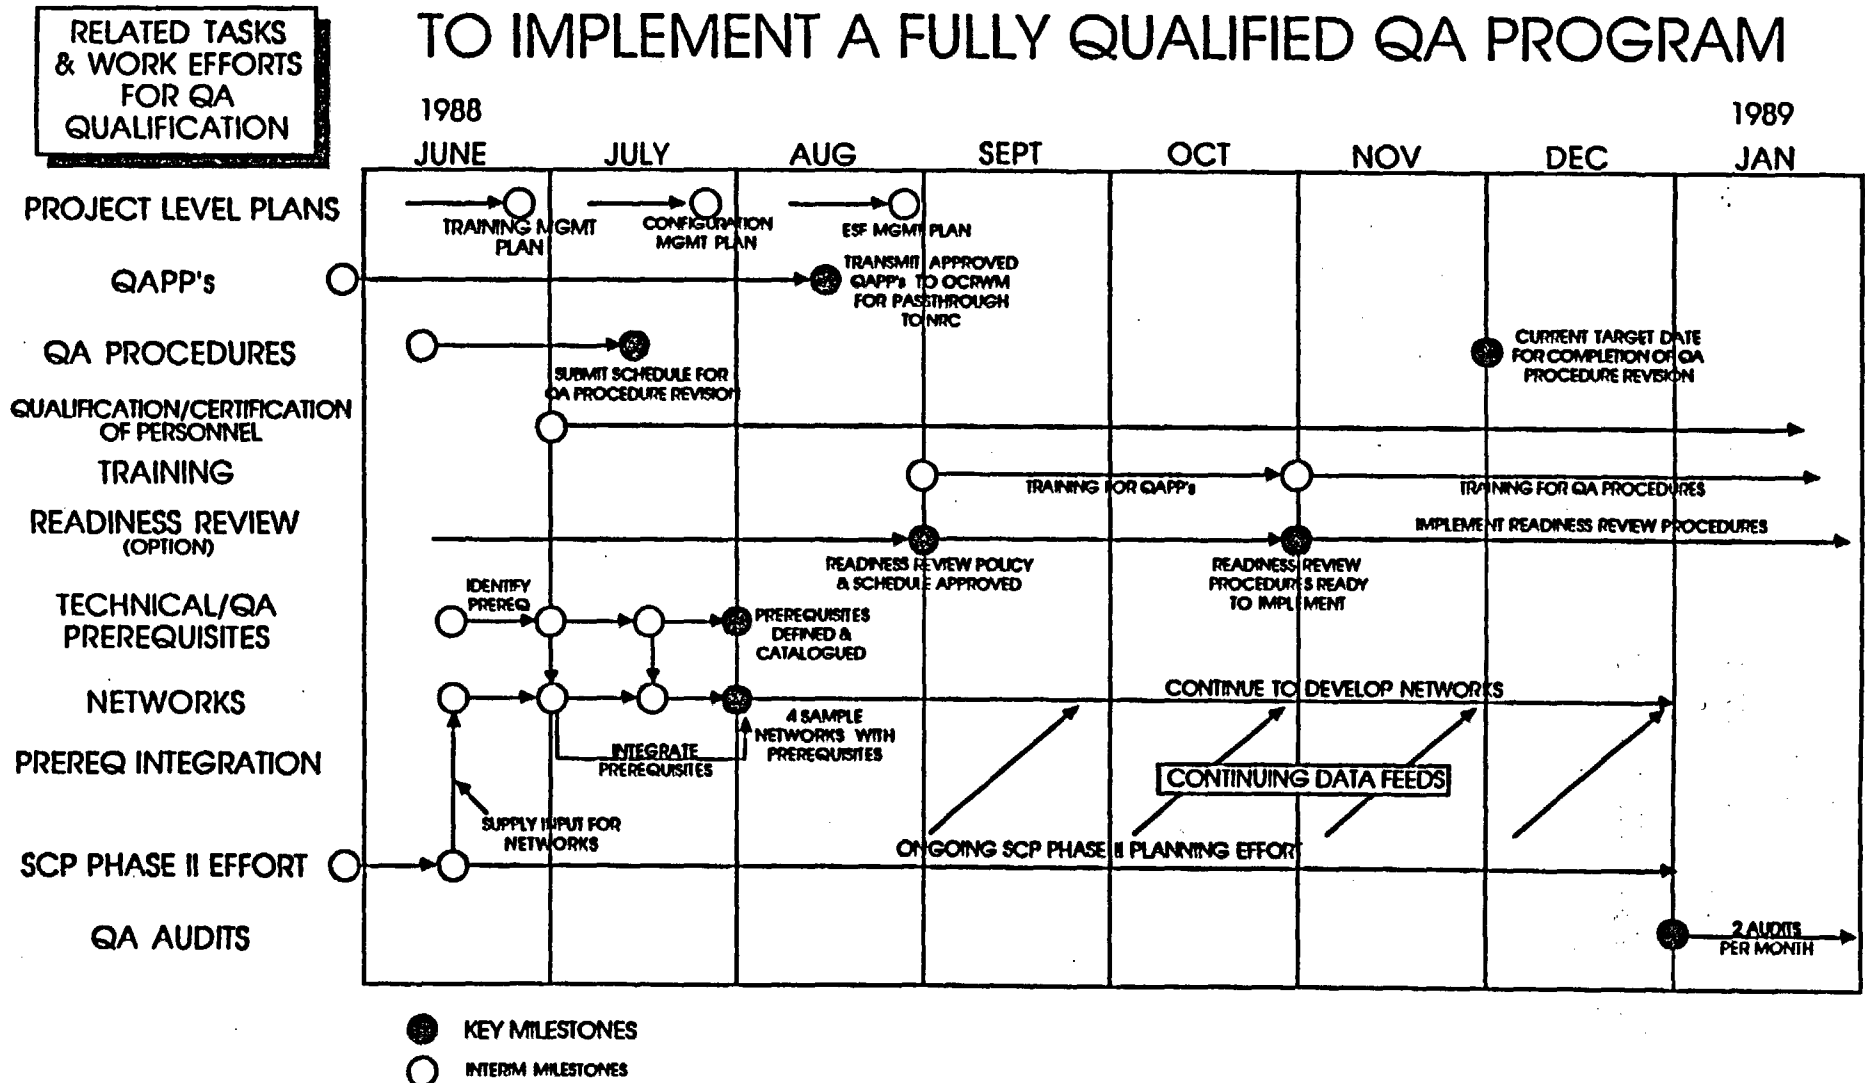 RELATED TASKS
& WORK EFFORTS
FOR QA
QUALIFICATION
TO IMPLEMENT A FULLY QUALIFIED QA PROGRAM
1988
1989
JUNE
JULY
AUG
SEPT
OCT
NOV
DEC
JAN
PROJECT LEVEL PLANS
TRAINING MGMT
PLAN
CONFIGURATION
MGMT PLAN
ESF MGMT PLAN
QAPP's
TRANSMIT APPROVED
QAPP's TO OCRWM
FOR PASSTHROUGH
TO NRC
QA PROCEDURES
SUBMIT SCHEDULE FOR
QA PROCEDURE REVISION
CURRENT TARGET DATE
FOR COMPLETION OF QA
PROCEDURE REVISION
QUALIFICATION/CERTIFICATION
OF PERSONNEL
TRAINING
TRAINING FOR QAPP's
TRAINING FOR QA PROCEDURES
READINESS REVIEW
(OPTION)
READINESS REVIEW POLICY
& SCHEDULE APPROVED
READINESS REVIEW
PROCEDURES READY
TO IMPLEMENT
IMPLEMENT READINESS REVIEW PROCEDURES
TECHNICAL/QA
PREREQUISITES
IDENTIFY
PREREQ
PREREQUISITES
DEFINED &
CATALOGUED
NETWORKS
4 SAMPLE
NETWORKS WITH
PREREQUISITES
CONTINUE TO DEVELOP NETWORKS
PREREQ INTEGRATION
INTEGRATE
PREREQUISITES
CONTINUING DATA FEEDS
SUPPLY INPUT FOR
NETWORKS
SCP PHASE II EFFORT
ONGOING SCP PHASE II PLANNING EFFORT
QA AUDITS
2 AUDITS
PER MONTH
KEY MILESTONES
INTERIM MILESTONES